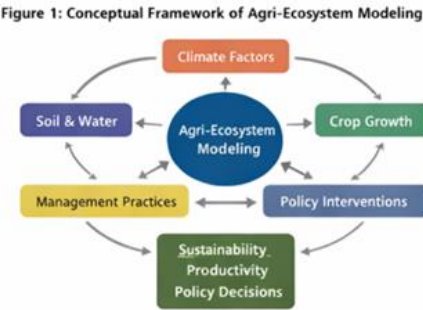 Figure 1: Conceptual Framework of Agri-Ecosystem Modeling
Climate Factors
Soil & Water
Agri-Ecosystem
Modeling
Crop Growth
Management Practices
Policy Interventions
Sustainability
Productivity
Policy Decisions